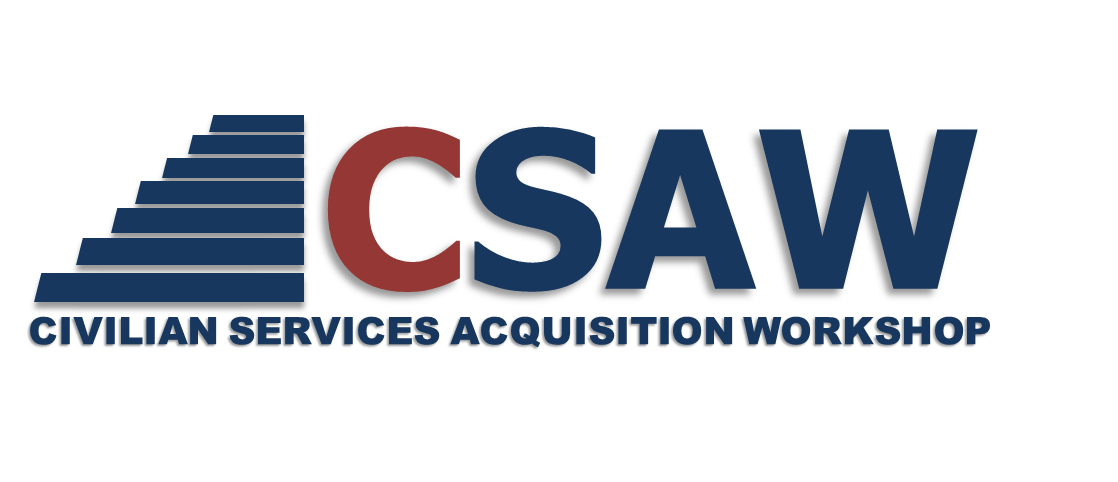 CSAW
CIVILIAN SERVICES ACQUISITION WORKSHOP